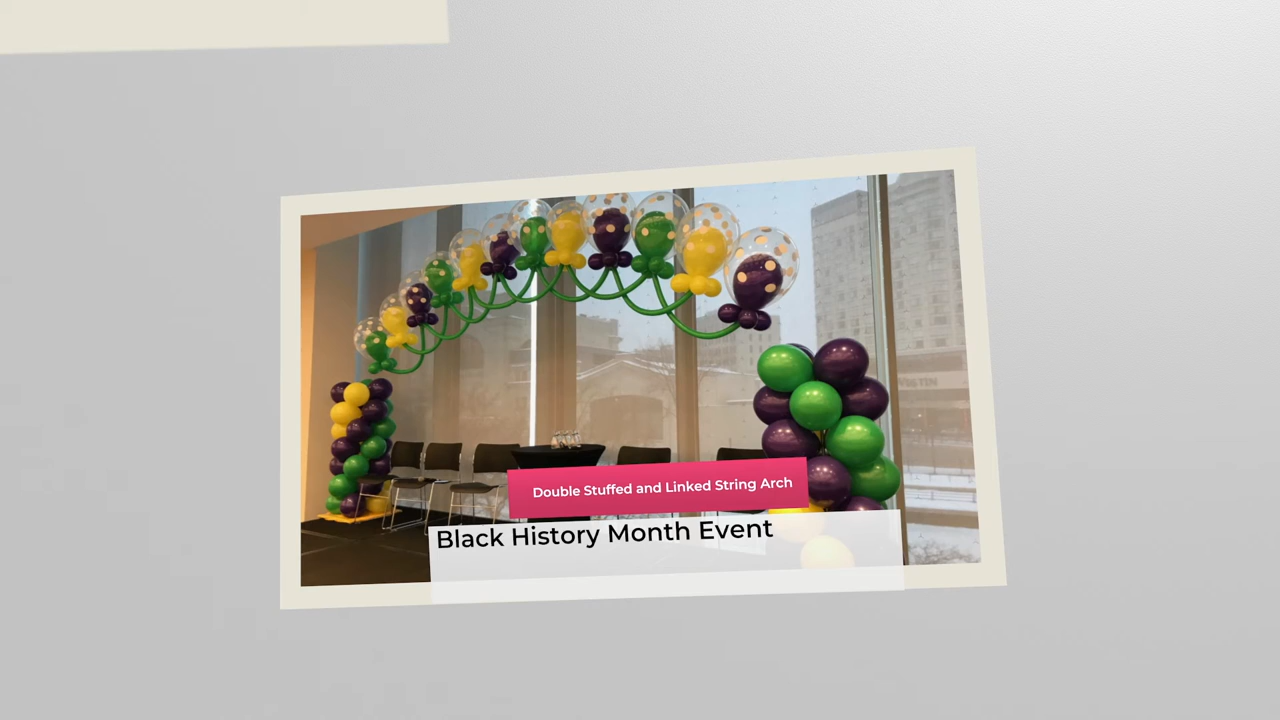 Double Stuffed and Linked String Arch
Black History Month Event